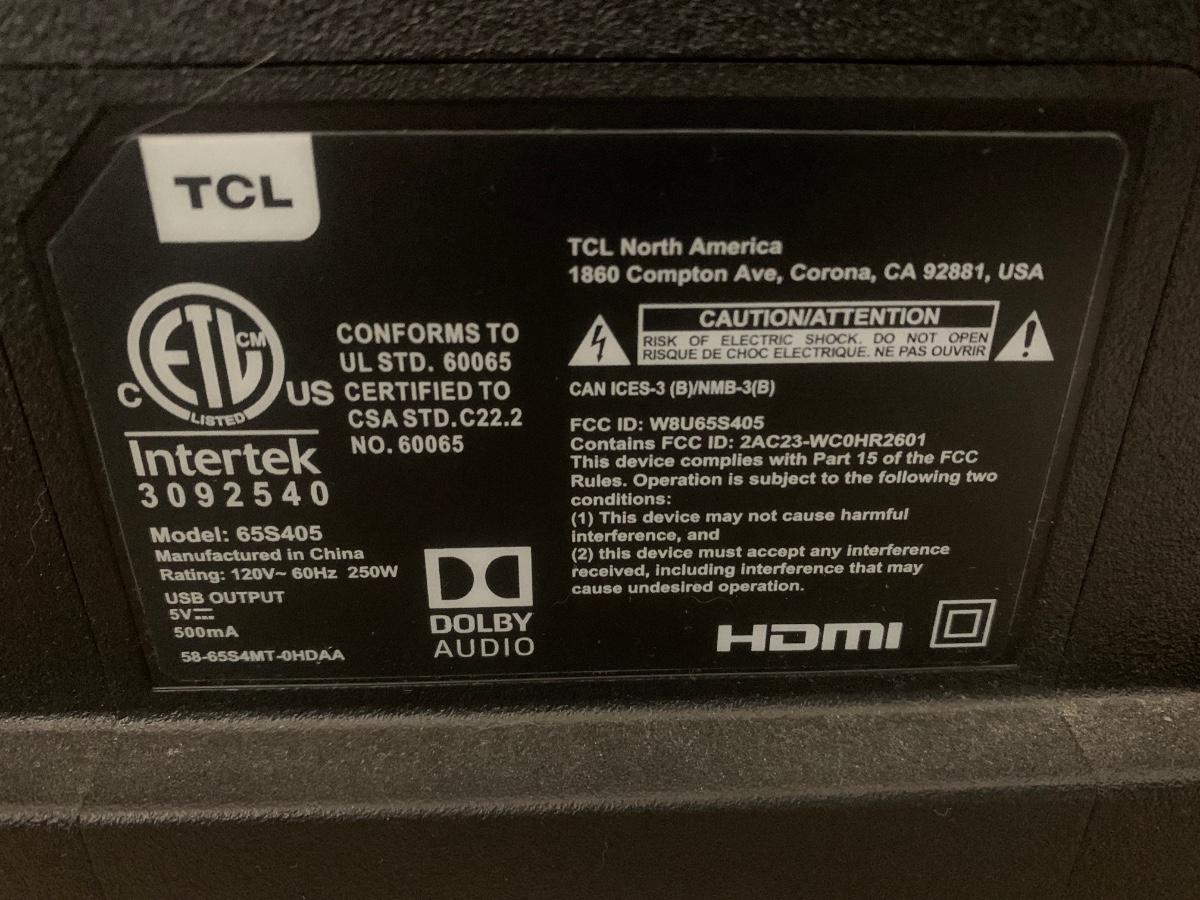 TCL
ETL CM
C US
LISTED
Intertek
3092540
CONFORMS TO
UL STD. 60065
CERTIFIED TO
CSA STD.C22.2
NO. 60065
Model: 65S405
Manufactured in China
Rating: 120V~ 60Hz 250W
USB OUTPUT
5V⎓
500mA
58-65S4MT-0HDAA
DOLBY
AUDIO
TCL North America
1860 Compton Ave, Corona, CA 92881, USA
CAUTION/ATTENTION
RISK OF ELECTRIC SHOCK. DO NOT OPEN
RISQUE DE CHOC ELECTRIQUE. NE PAS OUVRIR
CAN ICES-3 (B)/NMB-3(B)
FCC ID: W8U65S405
Contains FCC ID: 2AC23-WC0HR2601
This device complies with Part 15 of the FCC
Rules. Operation is subject to the following two
conditions:
(1) This device may not cause harmful
interference, and
(2) this device must accept any interference
received, including interference that may
cause undesired operation.
HDMI